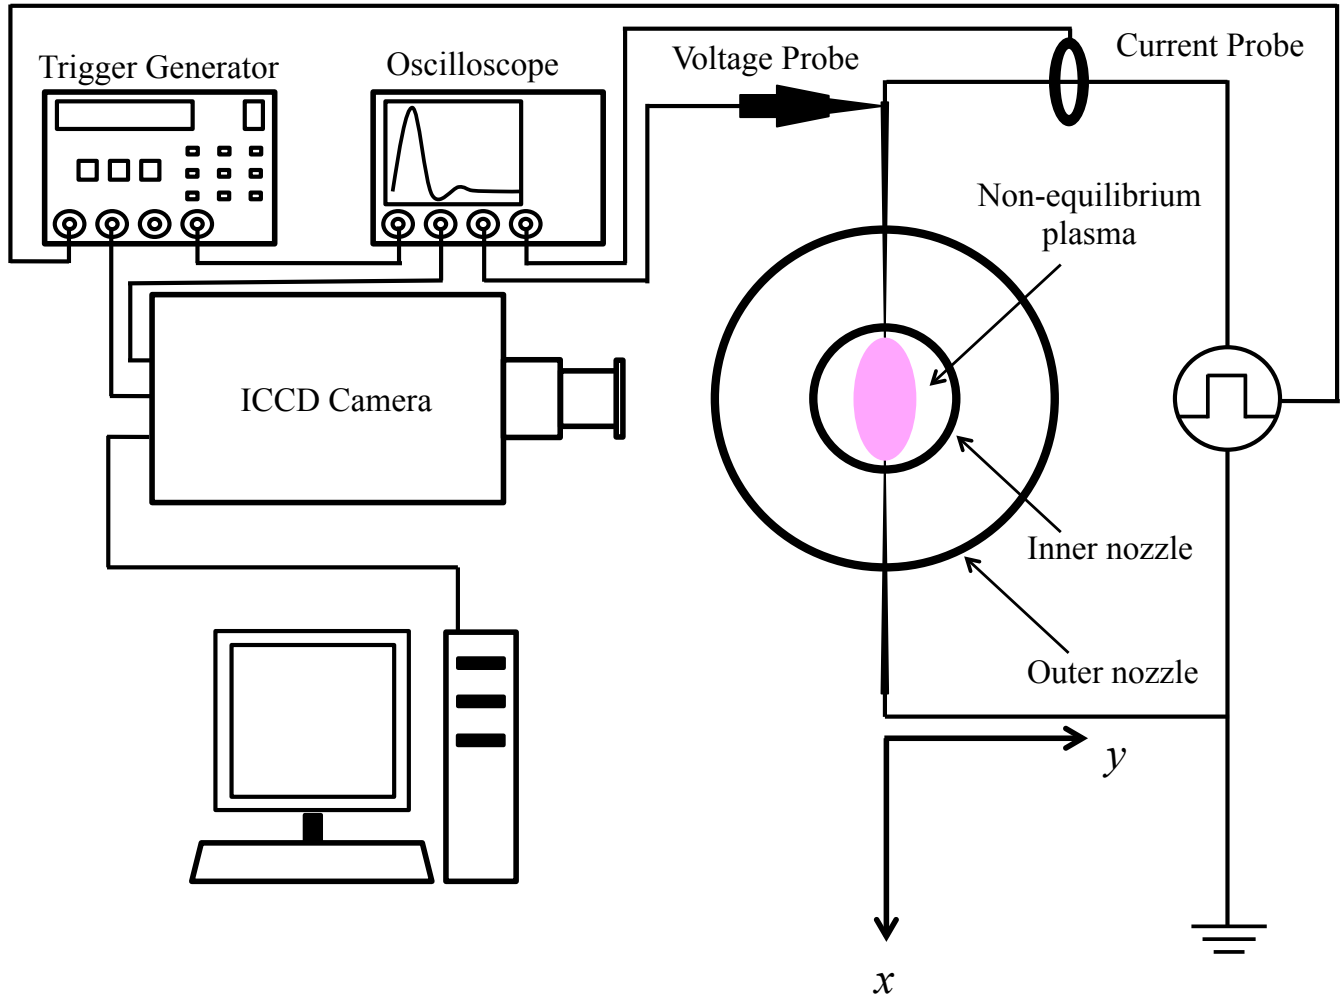 Trigger Generator
Oscilloscope
Voltage Probe
Current Probe
Non-equilibrium
plasma
ICCD Camera
Inner nozzle
Outer nozzle
y
x